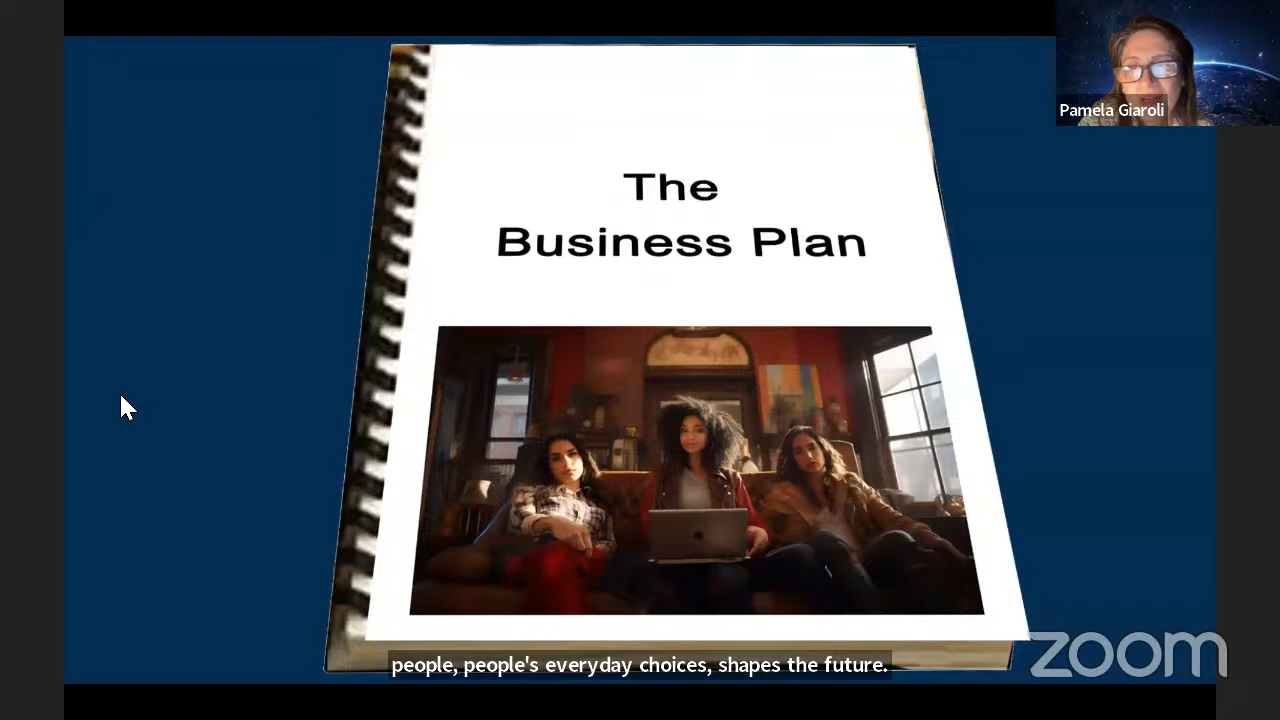 Pamela Giaroli
The
Business Plan
people, people's everyday choices, shapes the future.
zoom